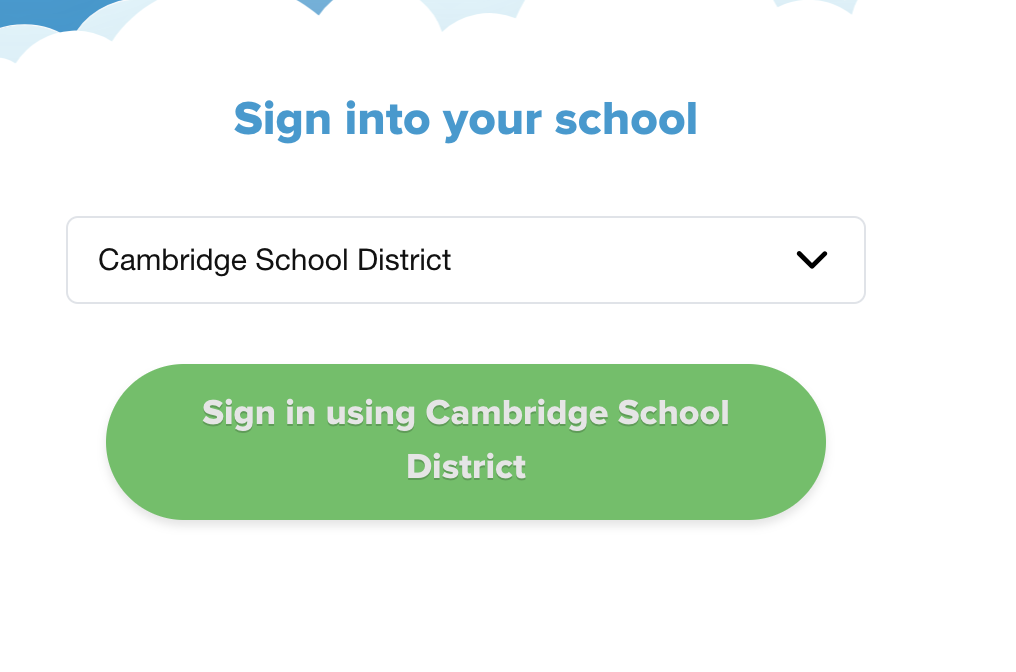 Sign into your school
Cambridge School District
Sign in using Cambridge School
District